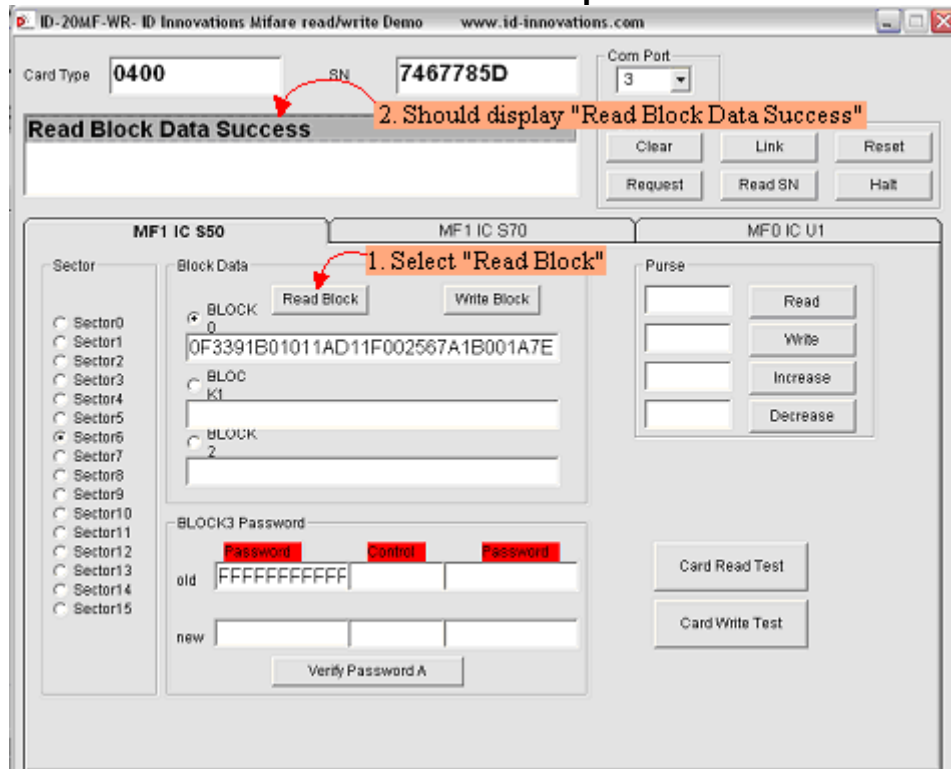 ID-20MF-WR- ID Innovations Mifare read/write Demo www.id-innovations.com
Card Type 0400 SN 7467785D
Com Port
3
2. Should display "Read Block Data Success"
Read Block Data Success
Clear Link Reset
Request Read SN Halt
MF1 IC S50 MF1 IC S70 MF0 IC U1
1. Select "Read Block"
Sector
Sector0
Sector1
Sector2
Sector3
Sector4
Sector5
Sector6
Sector7
Sector8
Sector9
Sector10
Sector11
Sector12
Sector13
Sector14
Sector15
Block Data
Read Block Write Block
BLOCK
0
0F3391B01011AD11F002567A1B001A7E
BLOC
K1
BLOCK
2
BLOCK3 Password
Password Control Password
old FFFFFFFFFFFF
new
Verify Password A
Purse
Read
Write
Increase
Decrease
Card Read Test
Card Write Test